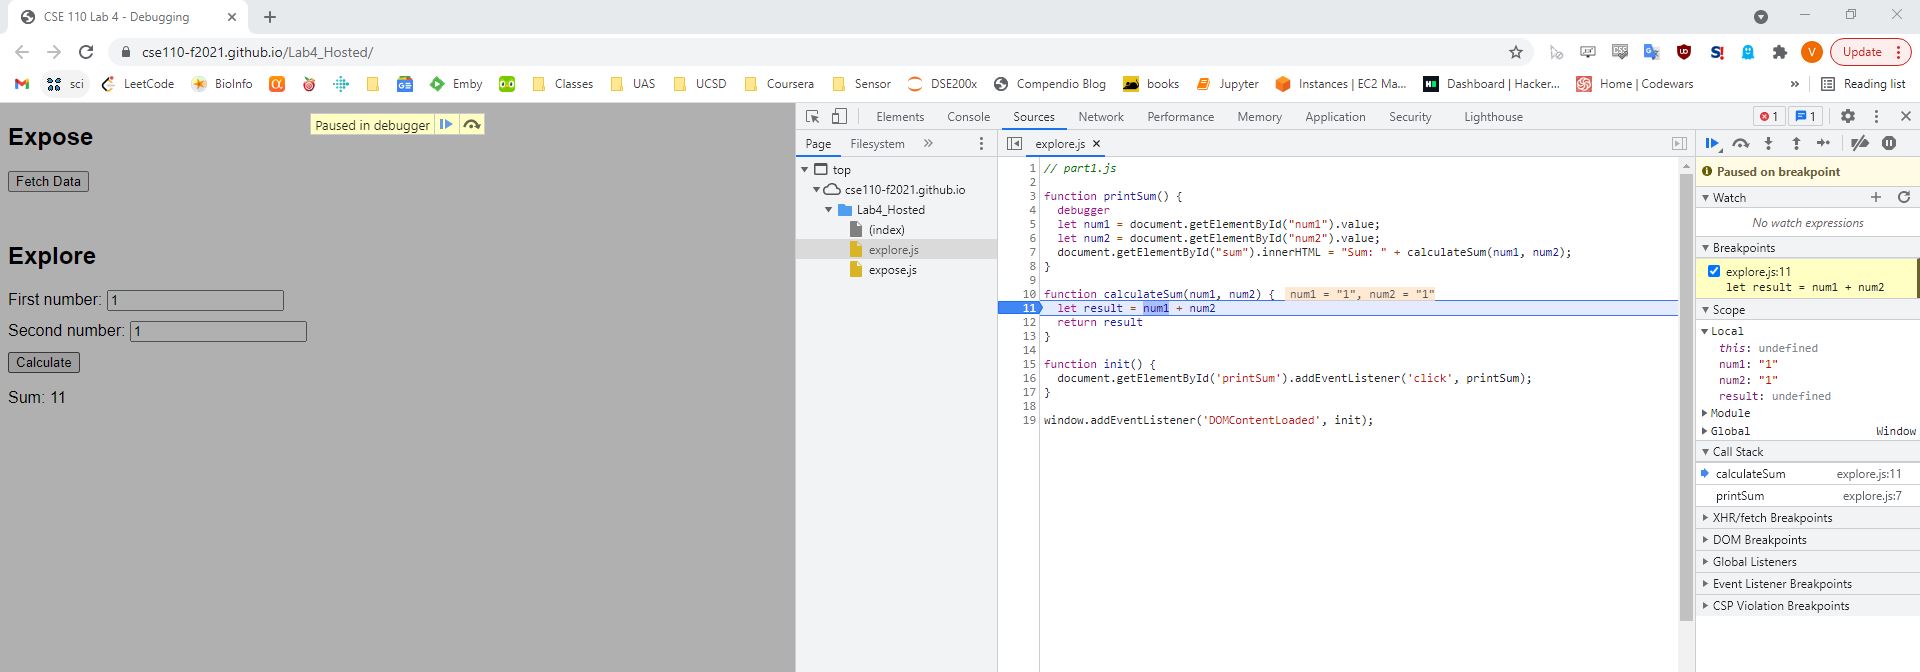 CSE 110 Lab 4 - Debugging
cse110-f2021.github.io/Lab4_Hosted/
Update
sci LeetCode BioInfo Emby Classes UAS UCSD Coursera Sensor DSE200x Compendio Blog books Jupyter Instances | EC2 Ma... Dashboard | Hacker... Home | Codewars » Reading list
Expose
Paused in debugger
Fetch Data
Explore
First number: 1
Second number: 1
Calculate
Sum: 11
Elements Console Sources Network Performance Memory Application Security Lighthouse 1 1
Page Filesystem »
top
cse110-f2021.github.io
Lab4_Hosted
(index)
explore.js
expose.js
explore.js
1 // part1.js
2
3 function printSum() {
4 debugger
5 let num1 = document.getElementById("num1").value;
6 let num2 = document.getElementById("num2").value;
7 document.getElementById("sum").innerHTML = "Sum: " + calculateSum(num1, num2);
8 }
9
10 function calculateSum(num1, num2) { num1 = "1", num2 = "1"
11 let result = num1 + num2
12 return result
13 }
14
15 function init() {
16 document.getElementById('printSum').addEventListener('click', printSum);
17 }
18
19 window.addEventListener('DOMContentLoaded', init);
Paused on breakpoint
Watch
No watch expressions
Breakpoints
explore.js:11
let result = num1 + num2
Scope
Local
this: undefined
num1: "1"
num2: "1"
result: undefined
Module
Global Window
Call Stack
calculateSum explore.js:11
printSum explore.js:7
XHR/fetch Breakpoints
DOM Breakpoints
Global Listeners
Event Listener Breakpoints
CSP Violation Breakpoints